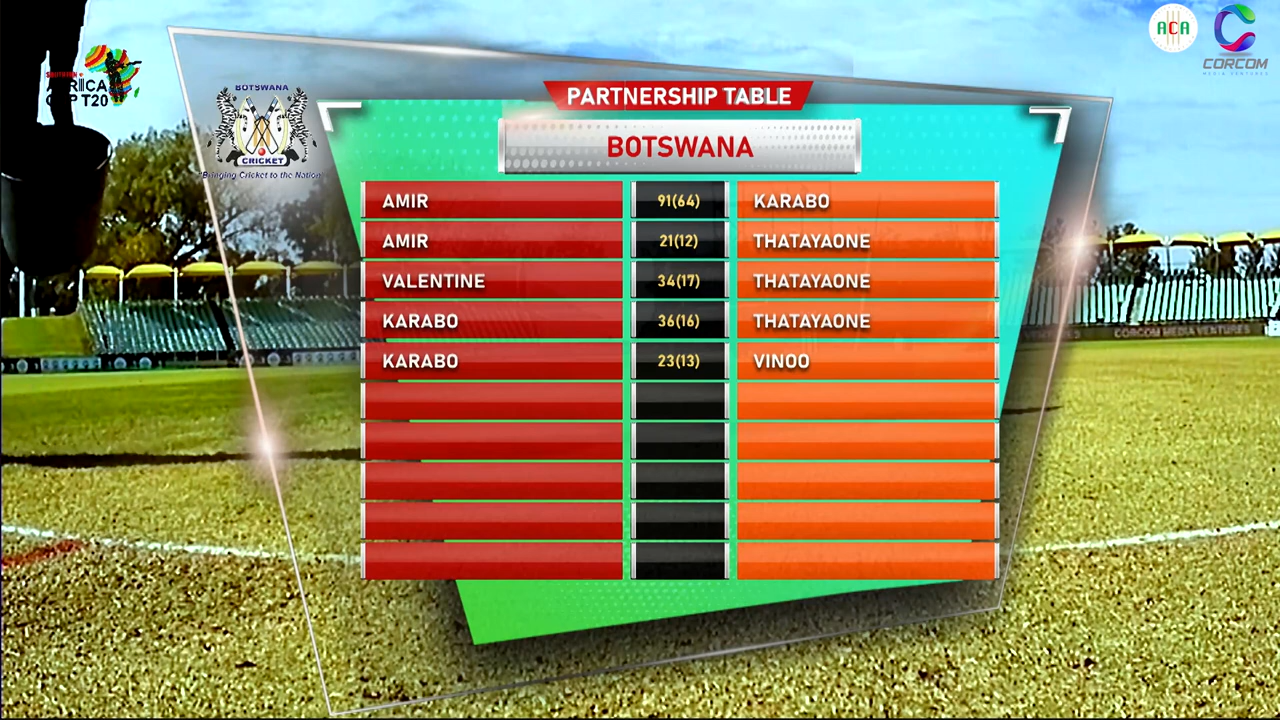 ACA
CORCOM
MEDIA VENTURES
AFRICA
CUP T20
BOTSWANA
CRICKET
"Bringing Cricket to the Nation"
PARTNERSHIP TABLE
BOTSWANA
AMIR 91(64) KARABO
AMIR 21(12) THATAYAONE
VALENTINE 34(17) THATAYAONE
KARABO 36(16) THATAYAONE
KARABO 23(13) VINOO
CORCOM MEDIA VENTURES